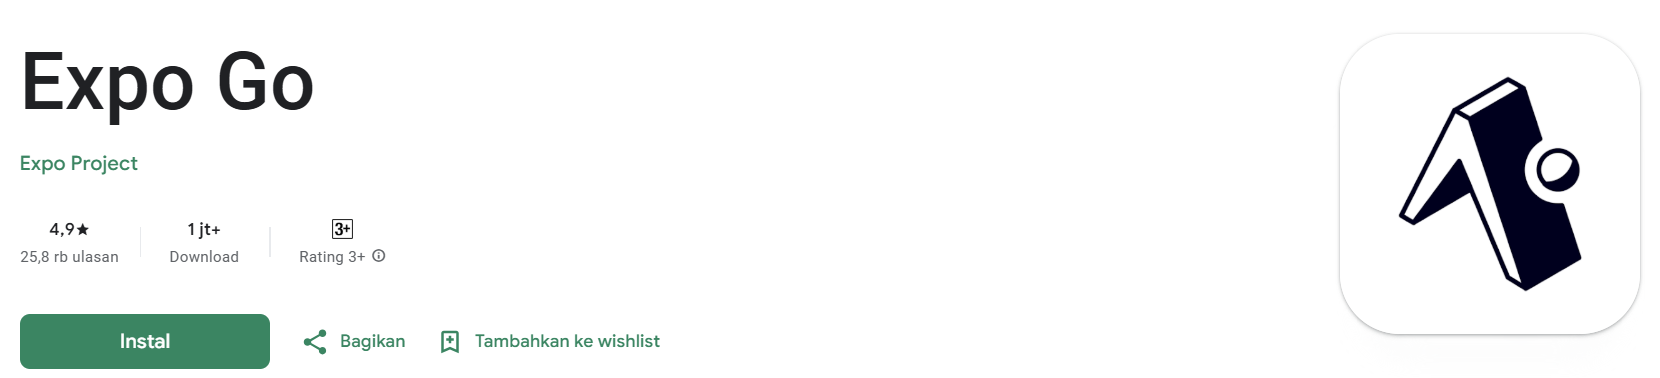 Expo Go
Expo Project
4,9★ 1 jt+ 3+
25,8 rb ulasan Download Rating 3+
Instal Bagikan Tambahkan ke wishlist